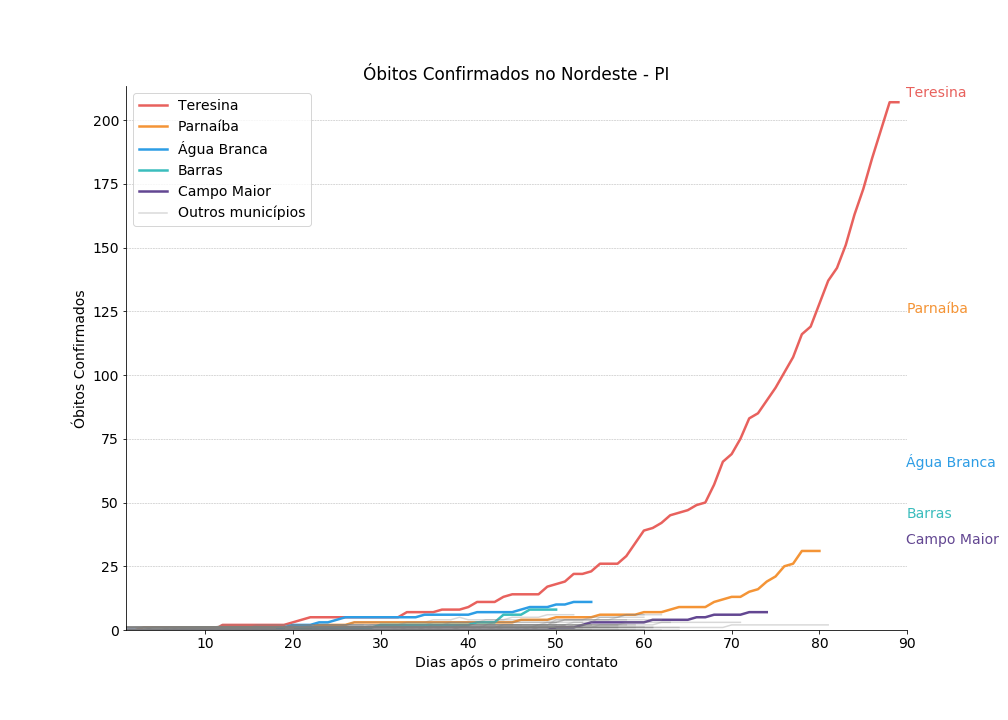 Óbitos Confirmados no Nordeste - PI
Teresina
Parnaíba
Água Branca
Barras
Campo Maior
Outros municípios
Óbitos Confirmados
200
175
150
125
100
75
50
25
0
10
20
30
40
50
60
70
80
90
Dias após o primeiro contato
Teresina
Parnaíba
Água Branca
Barras
Campo Maior